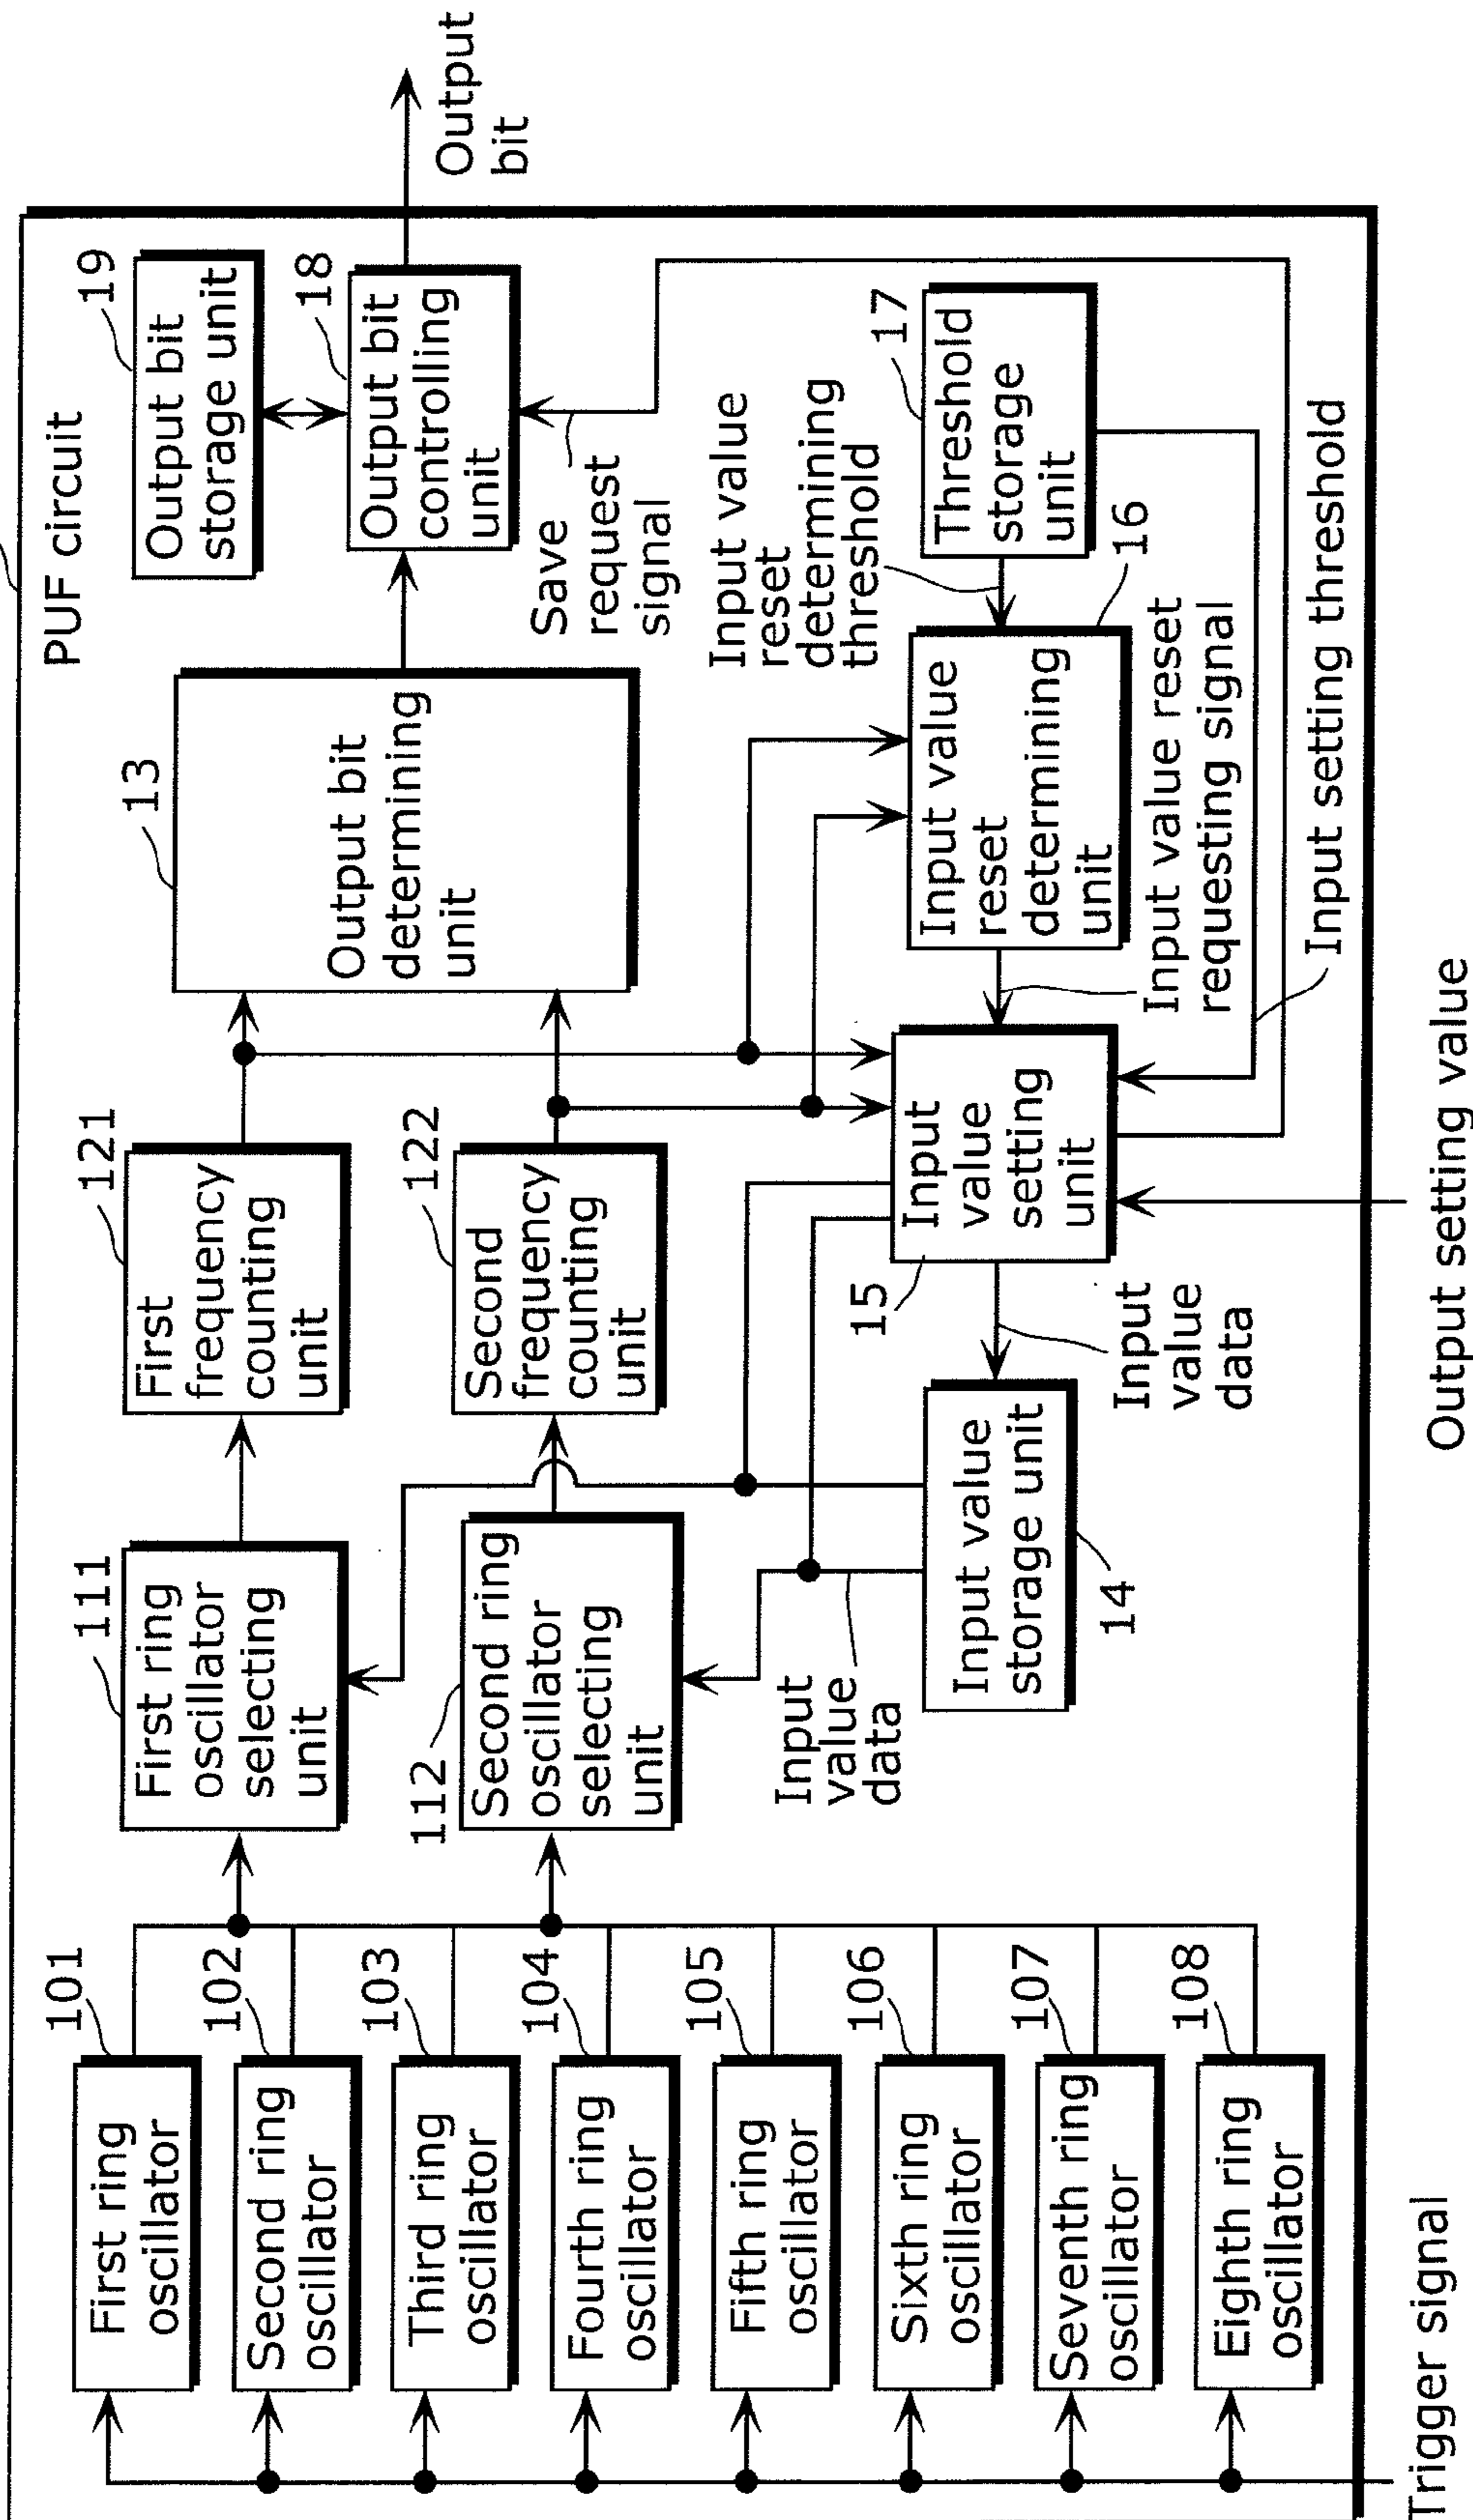 PUF circuit
101
First ring
oscillator
102
Second ring
oscillator
103
Third ring
oscillator
104
Fourth ring
oscillator
105
Fifth ring
oscillator
106
Sixth ring
oscillator
107
Seventh ring
oscillator
108
Eighth ring
oscillator
Trigger signal
111
First ring
oscillator
selecting
unit
112
Second ring
oscillator
selecting
unit
Input
value
data
14
Input value
storage unit
121
First
frequency
counting
unit
122
Second
frequency
counting
unit
15
Input
value
setting
unit
Input
value
data
Output setting value
13
Output bit
determining
unit
16
Input value
reset
determining
unit
Input value reset
requesting signal
Input setting threshold
Input value
reset
determining
threshold
17
Threshold
storage
unit
Save
request
signal
18
Output bit
controlling
unit
19
Output bit
storage unit
Output
bit